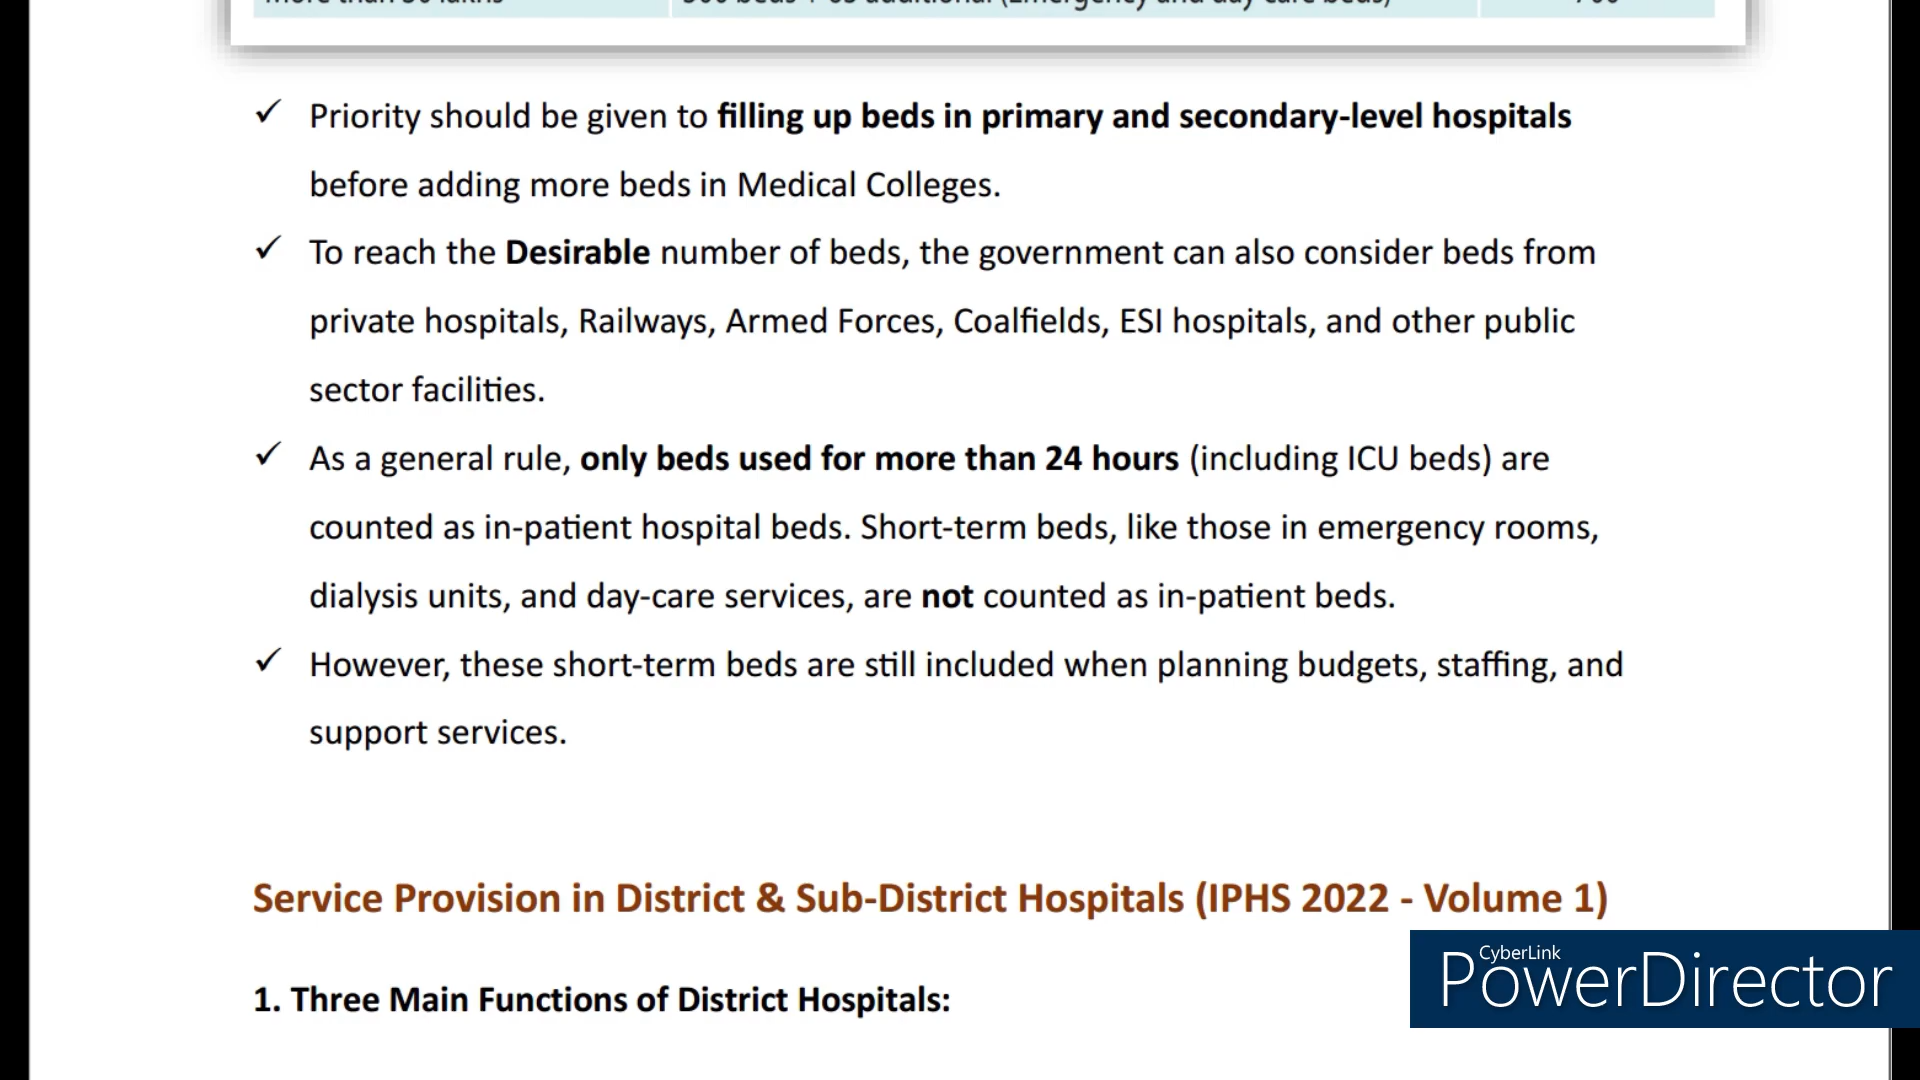 ✓ Priority should be given to filling up beds in primary and secondary-level hospitals
before adding more beds in Medical Colleges.
✓ To reach the Desirable number of beds, the government can also consider beds from
private hospitals, Railways, Armed Forces, Coalfields, ESI hospitals, and other public
sector facilities.
✓ As a general rule, only beds used for more than 24 hours (including ICU beds) are
counted as in-patient hospital beds. Short-term beds, like those in emergency rooms,
dialysis units, and day-care services, are not counted as in-patient beds.
✓ However, these short-term beds are still included when planning budgets, staffing, and
support services.
Service Provision in District & Sub-District Hospitals (IPHS 2022 - Volume 1)
1. Three Main Functions of District Hospitals:
CyberLink
PowerDirector